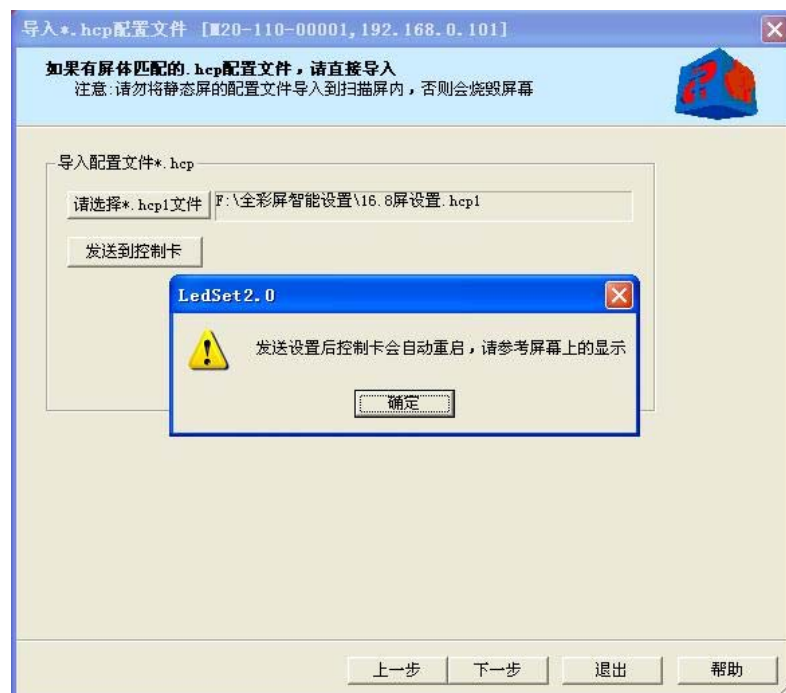 导入*.hcp配置文件 [M20-110-00001,192.168.0.101]
如果有屏体匹配的.hcp配置文件，请直接导入
注意:请勿将静态屏的配置文件导入到扫描屏内，否则会烧毁屏幕
导入配置文件*.hcp
请选择*.hcp1文件 F:\全彩屏智能设置\16.8屏设置.hcp1
发送到控制卡
LedSet2.0
发送设置后控制卡会自动重启，请参考屏幕上的显示
确定
上一步 下一步 退出 帮助